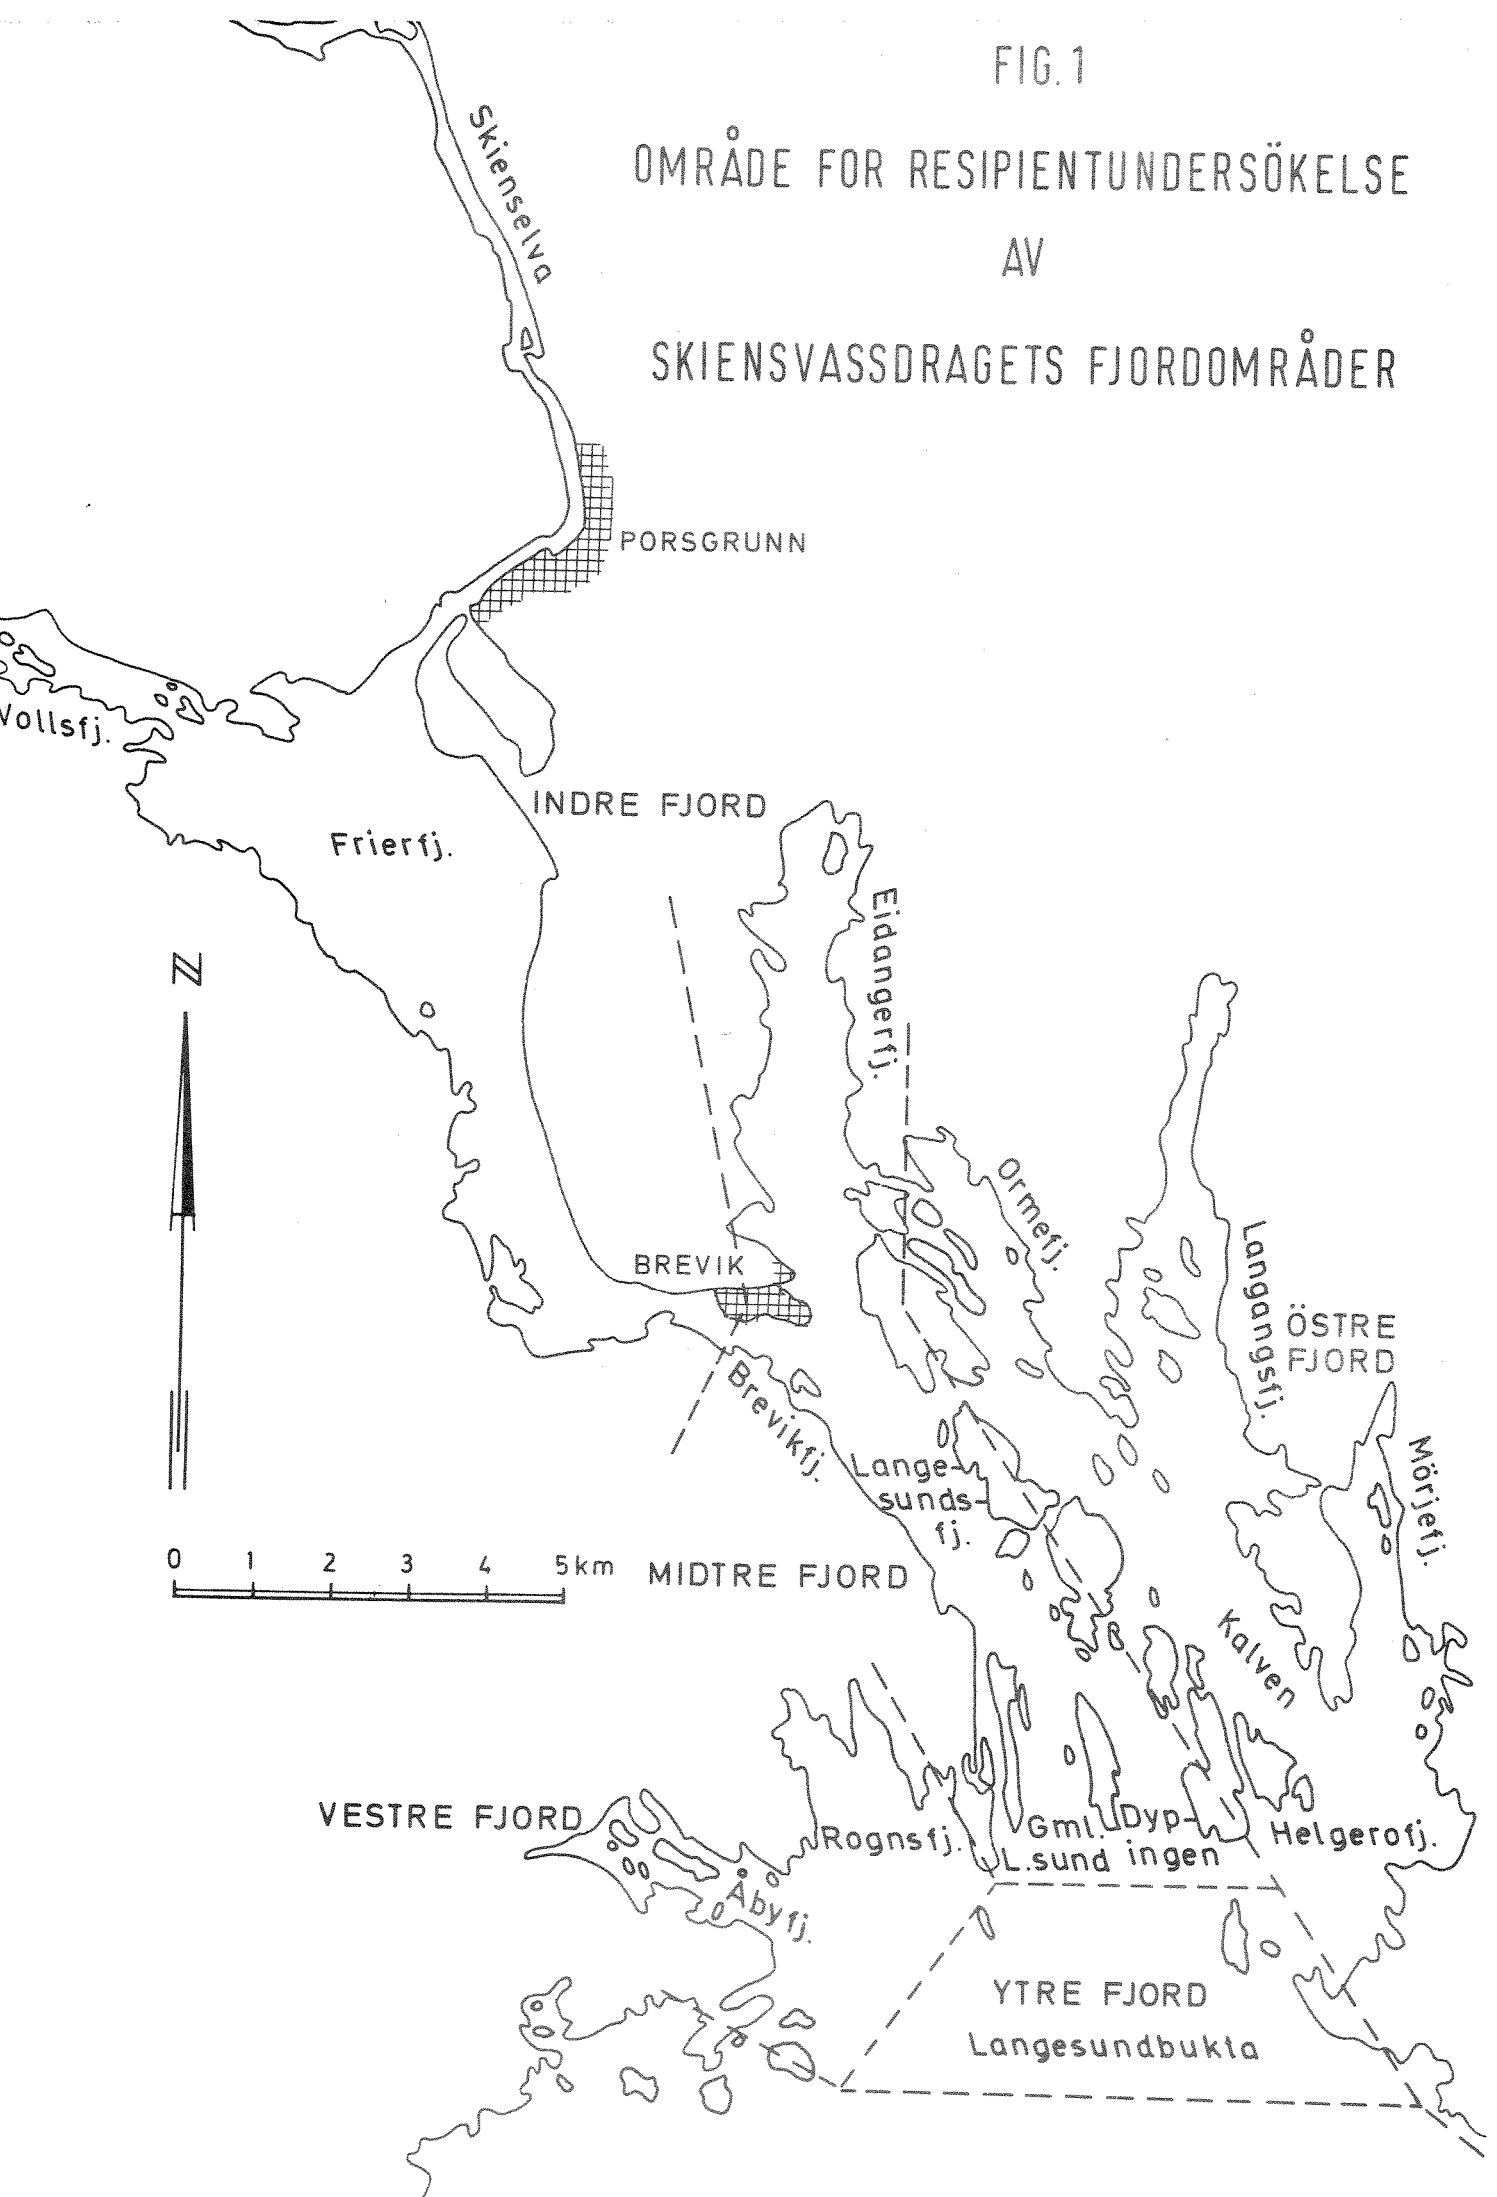 FIG. 1
OMRÅDE FOR RESIPIENTUNDERSÖKELSE
AV
SKIENSVASSDRAGETS FJORDOMRÅDER
Skienselva
PORSGRUNN
Vollsfj.
INDRE FJORD
Frierfj.
Eidangerfj.
N
Ormefj.
BREVIK
Langangsfj.
ÖSTRE
FJORD
Brevikfj.
Mörjefj.
Lange-
sunds-
fj.
0 1 2 3 4 5 km
MIDTRE FJORD
Kalven
VESTRE FJORD
Rognsfj.
Gml.
L.sund
Dyp-
ingen
Helgerofj.
Åbyfj.
YTRE FJORD
Langesundbukta